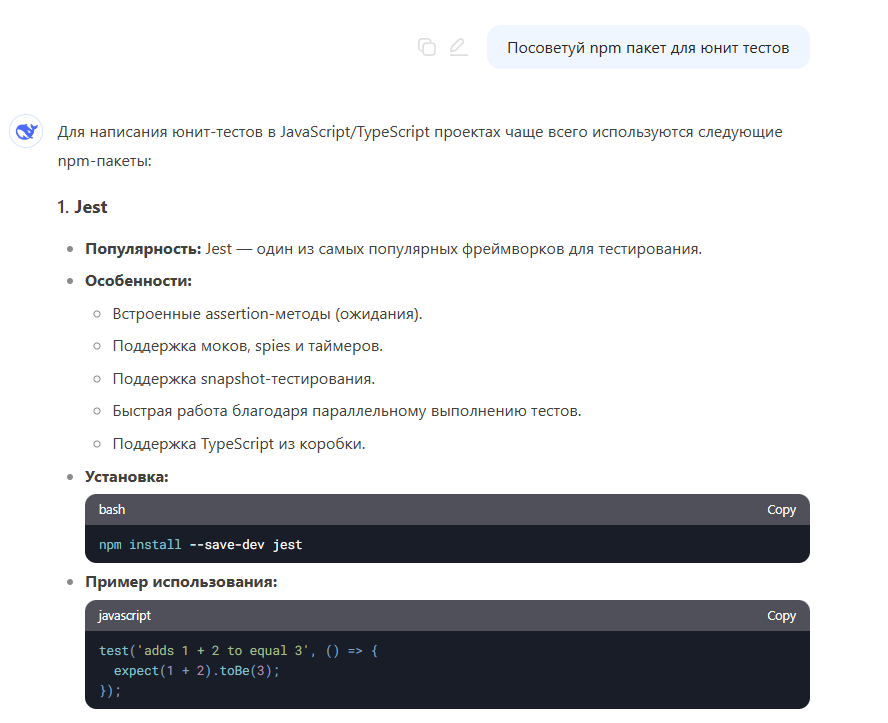 Посоветуй npm пакет для юнит тестов
Для написания юнит-тестов в JavaScript/TypeScript проектах чаще всего используются следующие
npm-пакеты:
1. Jest
Популярность: Jest — один из самых популярных фреймворков для тестирования.
Особенности:
Встроенные assertion-методы (ожидания).
Поддержка моков, spies и таймеров.
Поддержка snapshot-тестирования.
Быстрая работа благодаря параллельному выполнению тестов.
Поддержка TypeScript из коробки.
Установка:
bash Copy
npm install --save-dev jest
Пример использования:
javascript Copy
test('adds 1 + 2 to equal 3', () => {
  expect(1 + 2).toBe(3);
});